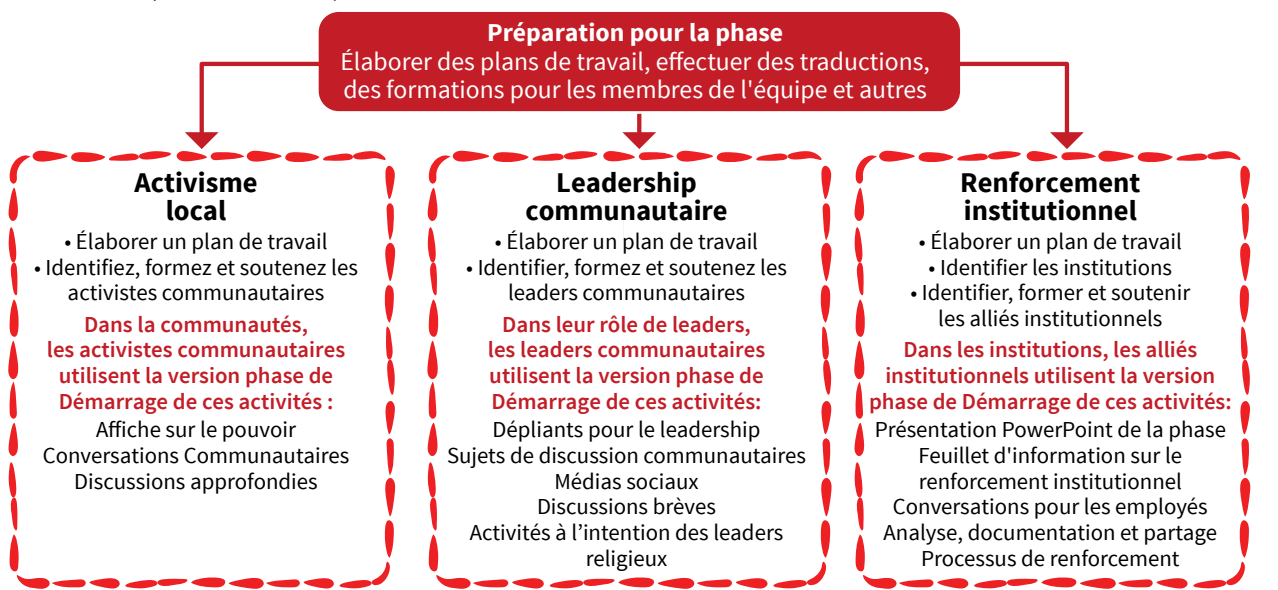 Préparation pour la phase
Élaborer des plans de travail, effectuer des traductions,
des formations pour les membres de l'équipe et autres
Activisme
local
• Élaborer un plan de travail
• Identifiez, formez et soutenez les
activistes communautaires
Dans la communautés,
les activistes communautaires
utilisent la version phase de
Démarrage de ces activités :
Affiche sur le pouvoir
Conversations Communautaires
Discussions approfondies
Leadership
communautaire
• Élaborer un plan de travail
• Identifier, formez et soutenez les
leaders communautaires
Dans leur rôle de leaders,
les leaders communautaires
utilisent la version phase de
Démarrage de ces activités:
Dépliants pour le leadership
Sujets de discussion communautaires
Médias sociaux
Discussions brèves
Activités à l’intention des leaders
religieux
Renforcement
institutionnel
• Élaborer un plan de travail
• Identifier les institutions
• Identifier, former et soutenir
les alliés institutionnels
Dans les institutions, les alliés
institutionnels utilisent la version
phase de Démarrage de ces activités:
Présentation PowerPoint de la phase
Feuillet d'information sur le
renforcement institutionnel
Conversations pour les employés
Analyse, documentation et partage
Processus de renforcement